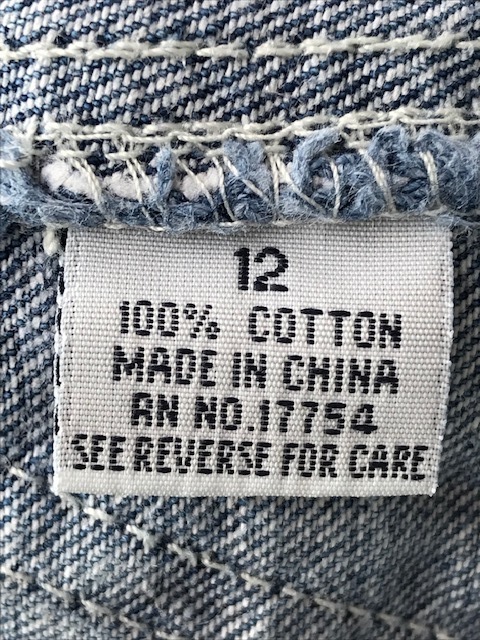 12
100% COTTON
MADE IN CHINA
RN NO.17754
SEE REVERSE FOR CARE